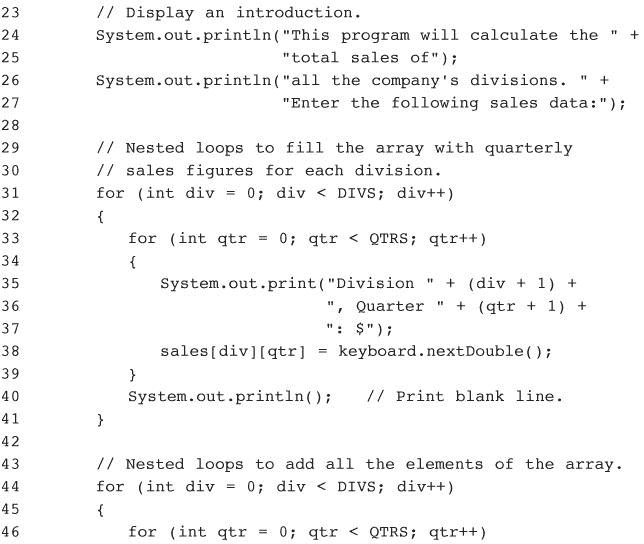 23        // Display an introduction.
24        System.out.println("This program will calculate the " +
25                           "total sales of");
26        System.out.println("all the company's divisions. " +
27                           "Enter the following sales data:");
28
29        // Nested loops to fill the array with quarterly
30        // sales figures for each division.
31        for (int div = 0; div < DIVS; div++)
32        {
33           for (int qtr = 0; qtr < QTRS; qtr++)
34           {
35              System.out.print("Division " + (div + 1) +
36                               ", Quarter " + (qtr + 1) +
37                               ": $");
38              sales[div][qtr] = keyboard.nextDouble();
39           }
40           System.out.println();   // Print blank line.
41        }
42
43        // Nested loops to add all the elements of the array.
44        for (int div = 0; div < DIVS; div++)
45        {
46           for (int qtr = 0; qtr < QTRS; qtr++)